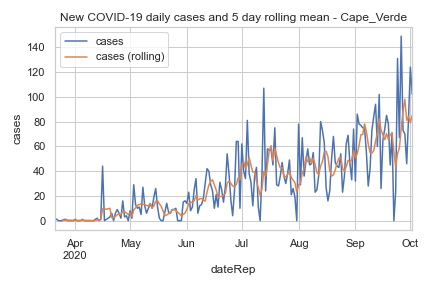 New COVID-19 daily cases and 5 day rolling mean - Cape_Verde
cases
cases (rolling)
140
120
100
80
60
40
20
0
cases
Apr May Jun Jul Aug Sep Oct
2020
dateRep